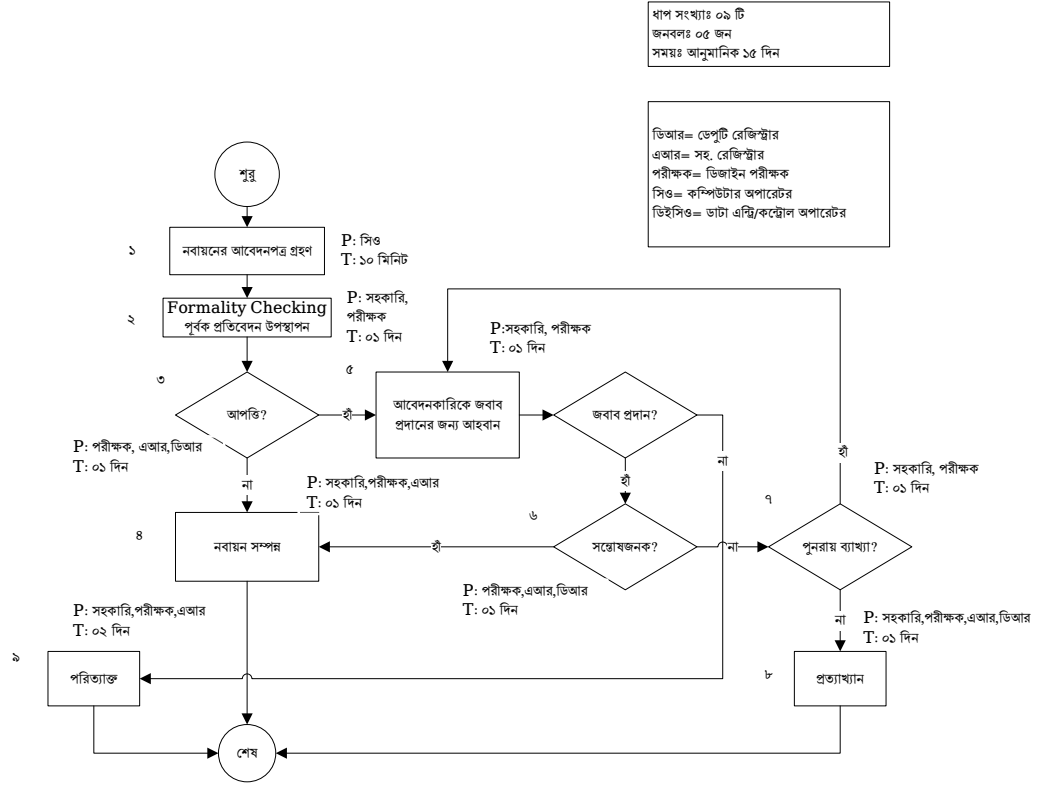 ধাপ সংখ্যাঃ ০৯ টি
জনবলঃ ০৫ জন
সময়ঃ আনুমানিক ১৫ দিন
ডিআর= ডেপুটি রেজিস্ট্রার
এআর= সহ. রেজিস্ট্রার
পরীক্ষক= ডিজাইন পরীক্ষক
সিও= কম্পিউটার অপারেটর
ডিইসিও= ডাটা এন্ট্রি/কন্ট্রোল অপারেটর
শুরু
১
নবায়নের আবেদনপত্র গ্রহণ
P: সিও
T: ১০ মিনিট
২
Formality Checking
পূর্বক প্রতিবেদন উপস্থাপন
P: সহকারি,
পরীক্ষক
T: ০১ দিন
৩
আপত্তি?
P: পরীক্ষক, এআর,ডিআর
T: ০১ দিন
হাঁ
না
৫
আবেদনকারিকে জবাব
প্রদানের জন্য আহবান
P:সহকারি, পরীক্ষক
T: ০১ দিন
জবাব প্রদান?
হাঁ
না
P: সহকারি,পরীক্ষক,এআর
T: ০১ দিন
৪
নবায়ন সম্পন্ন
হাঁ
৬
সন্তোষজনক?
P: পরীক্ষক,এআর,ডিআর
T: ০১ দিন
না
৭
পুনরায় ব্যাখ্যা?
P: সহকারি, পরীক্ষক
T: ০১ দিন
হাঁ
না
P: সহকারি,পরীক্ষক,এআর,ডিআর
T: ০১ দিন
৮
প্রত্যাখ্যান
P: সহকারি,পরীক্ষক,এআর
T: ০২ দিন
৯
পরিত্যাক্ত
শেষ